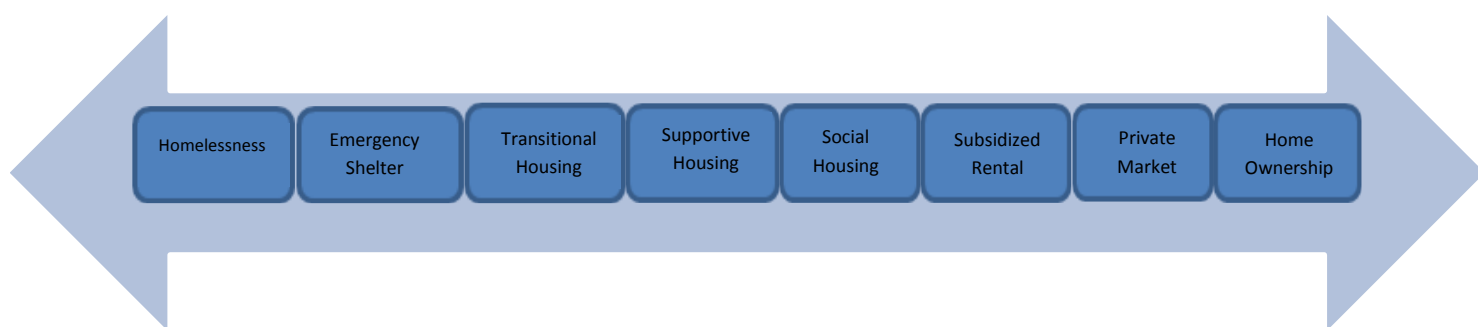 Homelessness
Emergency
Shelter
Transitional
Housing
Supportive
Housing
Social
Housing
Subsidized
Rental
Private
Market
Home
Ownership